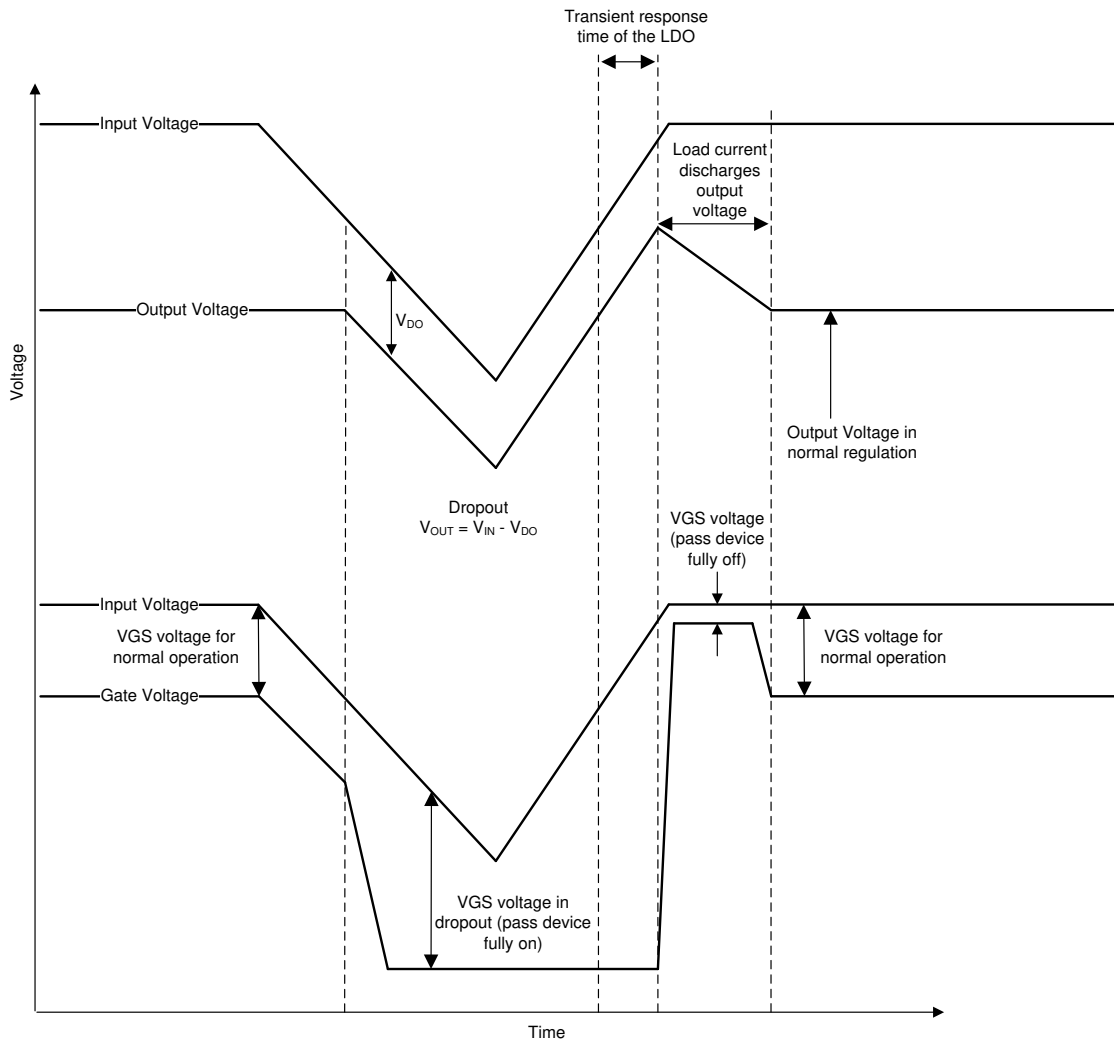 Transient response
time of the LDO
Input Voltage
Load current
discharges
output
voltage
Output Voltage
V_DO
Voltage
Output Voltage in
normal regulation
Dropout
V_OUT = V_IN - V_DO
VGS voltage
(pass device
fully off)
Input Voltage
VGS voltage for
normal operation
VGS voltage for
normal operation
Gate Voltage
VGS voltage in
dropout (pass device
fully on)
Time